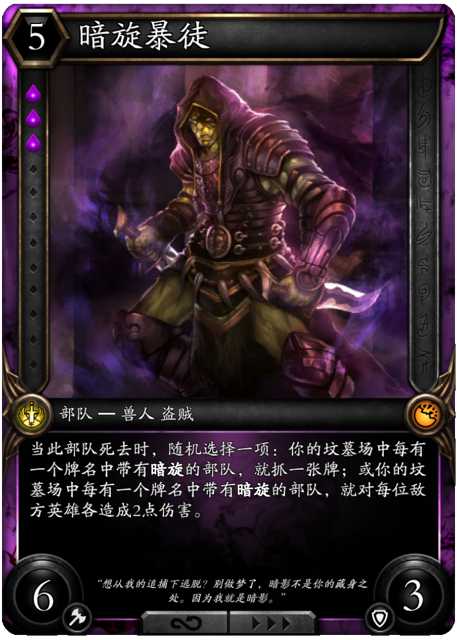 5
暗旋暴徒
部队 — 兽人 盗贼
当此部队死去时，随机选择一项：你的坟墓场中每有
一个牌名中带有暗旋的部队，就抓一张牌；或你的坟
墓场中每有一个牌名中带有暗旋的部队，就对每位敌
方英雄各造成2点伤害。
“想从我的追捕下逃脱？别做梦了，暗影不是你的藏身之
处。因为我就是暗影。”
6
3